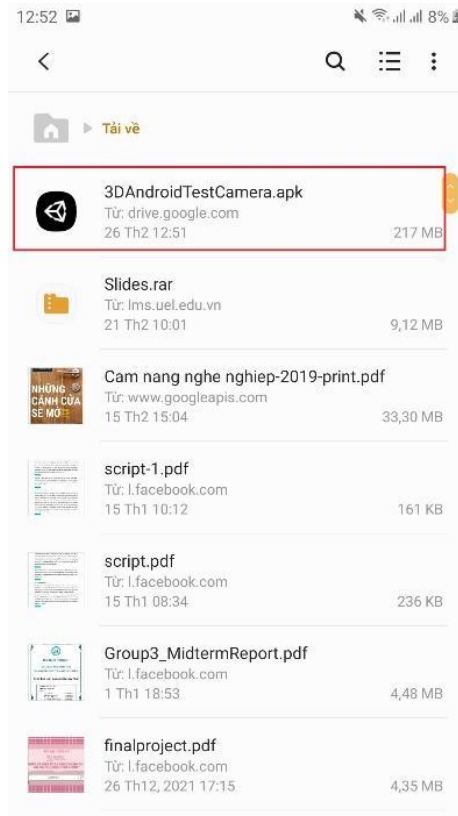 12:52
8%
Tải về
3DAndroidTestCamera.apk
Từ: drive.google.com
26 Th2 12:51
217 MB
Slides.rar
Từ: lms.uel.edu.vn
21 Th2 10:01
9,12 MB
NHỮNG
CÁNH CỬA
SẼ MỞ
Cam nang nghe nghiep-2019-print.pdf
Từ: www.googleapis.com
15 Th2 15:04
33,30 MB
script-1.pdf
Từ: l.facebook.com
15 Th1 10:12
161 KB
script.pdf
Từ: l.facebook.com
15 Th1 08:34
236 KB
Group3_MidtermReport.pdf
Từ: l.facebook.com
1 Th1 18:53
4,48 MB
finalproject.pdf
Từ: l.facebook.com
26 Th12, 2021 17:15
4,35 MB